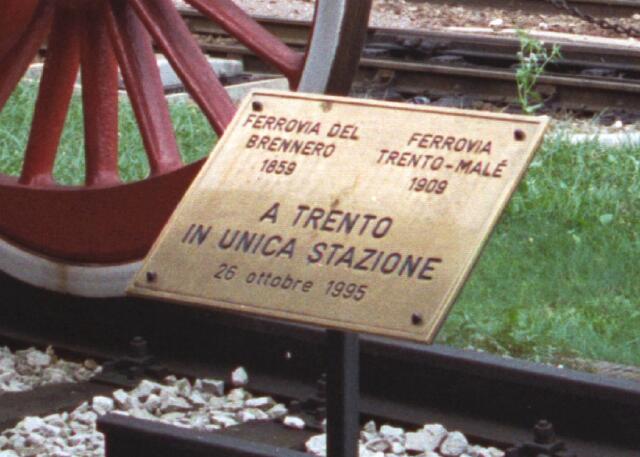 FERROVIA DEL
BRENNERO
1859
FERROVIA
TRENTO-MALÉ
1909
A TRENTO
IN UNICA STAZIONE
26 ottobre 1995